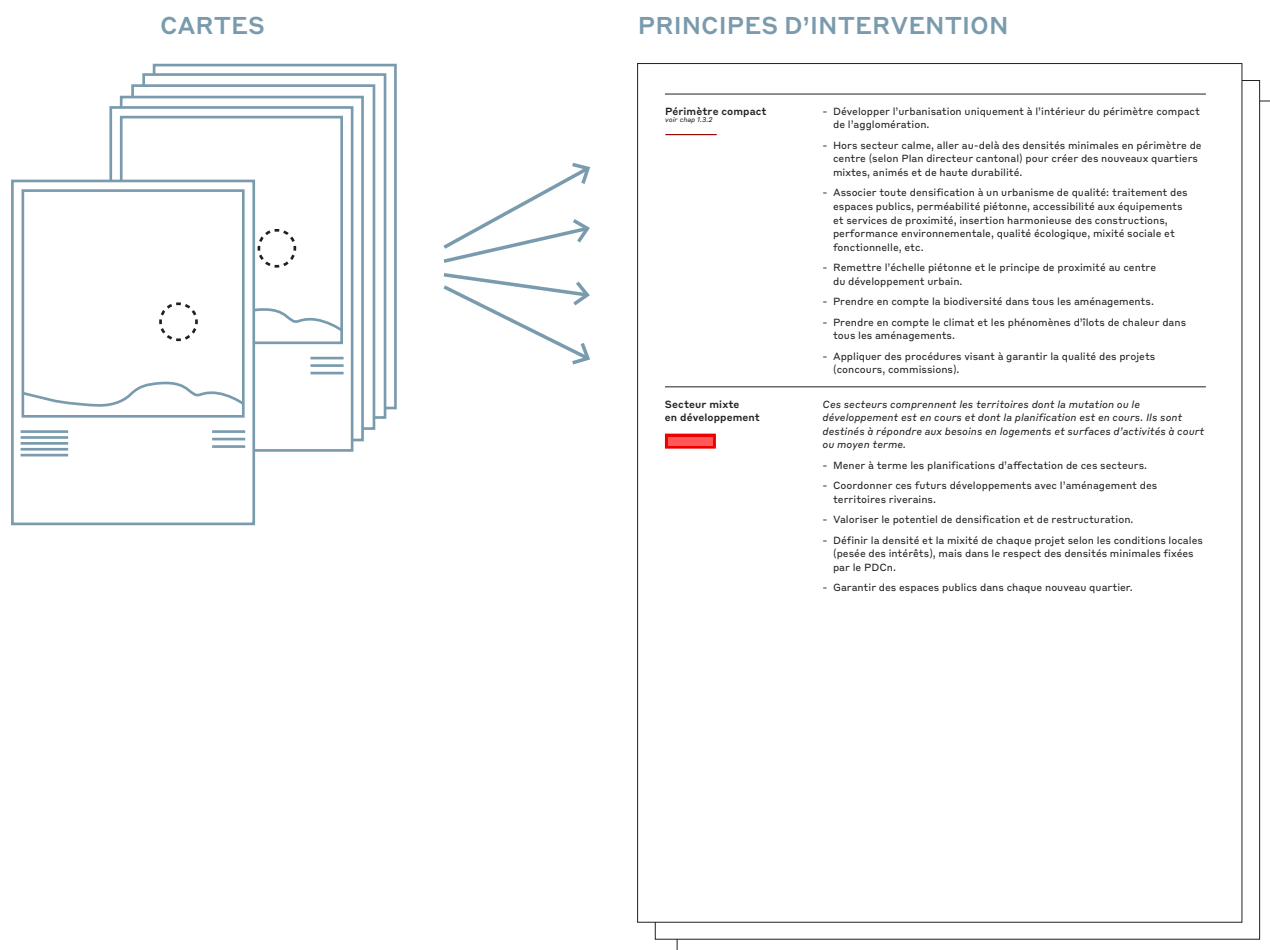 CARTES
PRINCIPES D'INTERVENTION
Périmètre compact
voir chap 1.3.2
- Développer l'urbanisation uniquement à l'intérieur du périmètre compact
de l'agglomération.
- Hors secteur calme, aller au-delà des densités minimales en périmètre de
centre (selon Plan directeur cantonal) pour créer des nouveaux quartiers
mixtes, animés et de haute durabilité.
- Associer toute densification à un urbanisme de qualité: traitement des
espaces publics, perméabilité piétonne, accessibilité aux équipements
et services de proximité, insertion harmonieuse des constructions,
performance environnementale, qualité écologique, mixité sociale et
fonctionnelle, etc.
- Remettre l'échelle piétonne et le principe de proximité au centre
du développement urbain.
- Prendre en compte la biodiversité dans tous les aménagements.
- Prendre en compte le climat et les phénomènes d'îlots de chaleur dans
tous les aménagements.
- Appliquer des procédures visant à garantir la qualité des projets
(concours, commissions).
Secteur mixte
en développement
Ces secteurs comprennent les territoires dont la mutation ou le
développement est en cours et dont la planification est en cours. Ils sont
destinés à répondre aux besoins en logements et surfaces d'activités à court
ou moyen terme.
- Mener à terme les planifications d'affectation de ces secteurs.
- Coordonner ces futurs développements avec l'aménagement des
territoires riverains.
- Valoriser le potentiel de densification et de restructuration.
- Définir la densité et la mixité de chaque projet selon les conditions locales
(pesée des intérêts), mais dans le respect des densités minimales fixées
par le PDCn.
- Garantir des espaces publics dans chaque nouveau quartier.